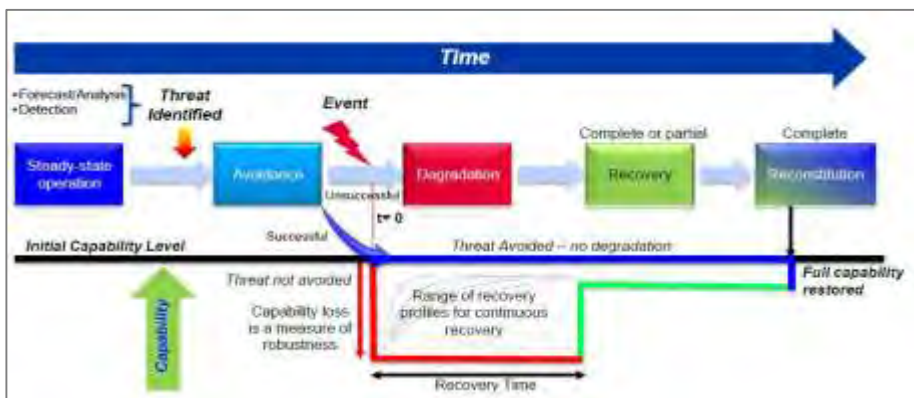 Time
•Forecast/Analysis
•Detection
Threat
Identified
Event
Complete or partial
Complete
Steady-state
operation
Avoidance
Degradation
Recovery
Reconstitution
Unsuccessful
t= 0
Successful
Initial Capability Level
Threat Avoided – no degradation
Threat not avoided
Full capability
restored
Capability loss
is a measure of
robustness
Range of recovery
profiles for continuous
recovery
Capability
Recovery Time